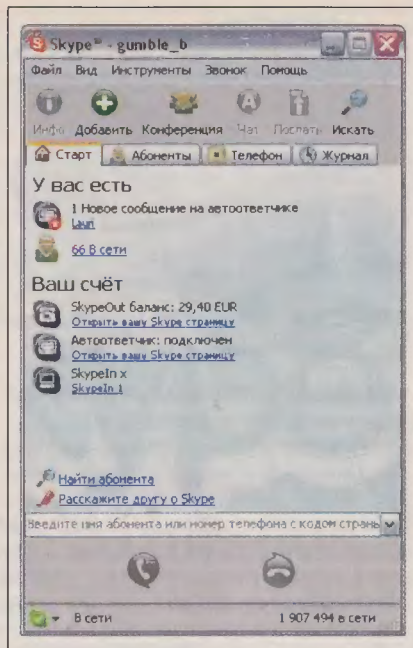 Skype™ - gumble_b
Файл Вид Инструменты Звонок Помощь
Инфо Добавить Конференция Чат Послать Искать
Старт Абоненты Телефон Журнал
У вас есть
1 Новое сообщение на автоответчике
Lauri
66 В сети
Ваш счёт
SkypeOut баланс: 29,40 EUR
Открыть вашу Skype страницу
Автоответчик: подключен
Открыть вашу Skype страницу
SkypeIn x
SkypeIn 1
Найти абонента
Расскажите другу о Skype
Введите имя абонента или номер телефона с кодом страны
В сети 1 907 494 в сети